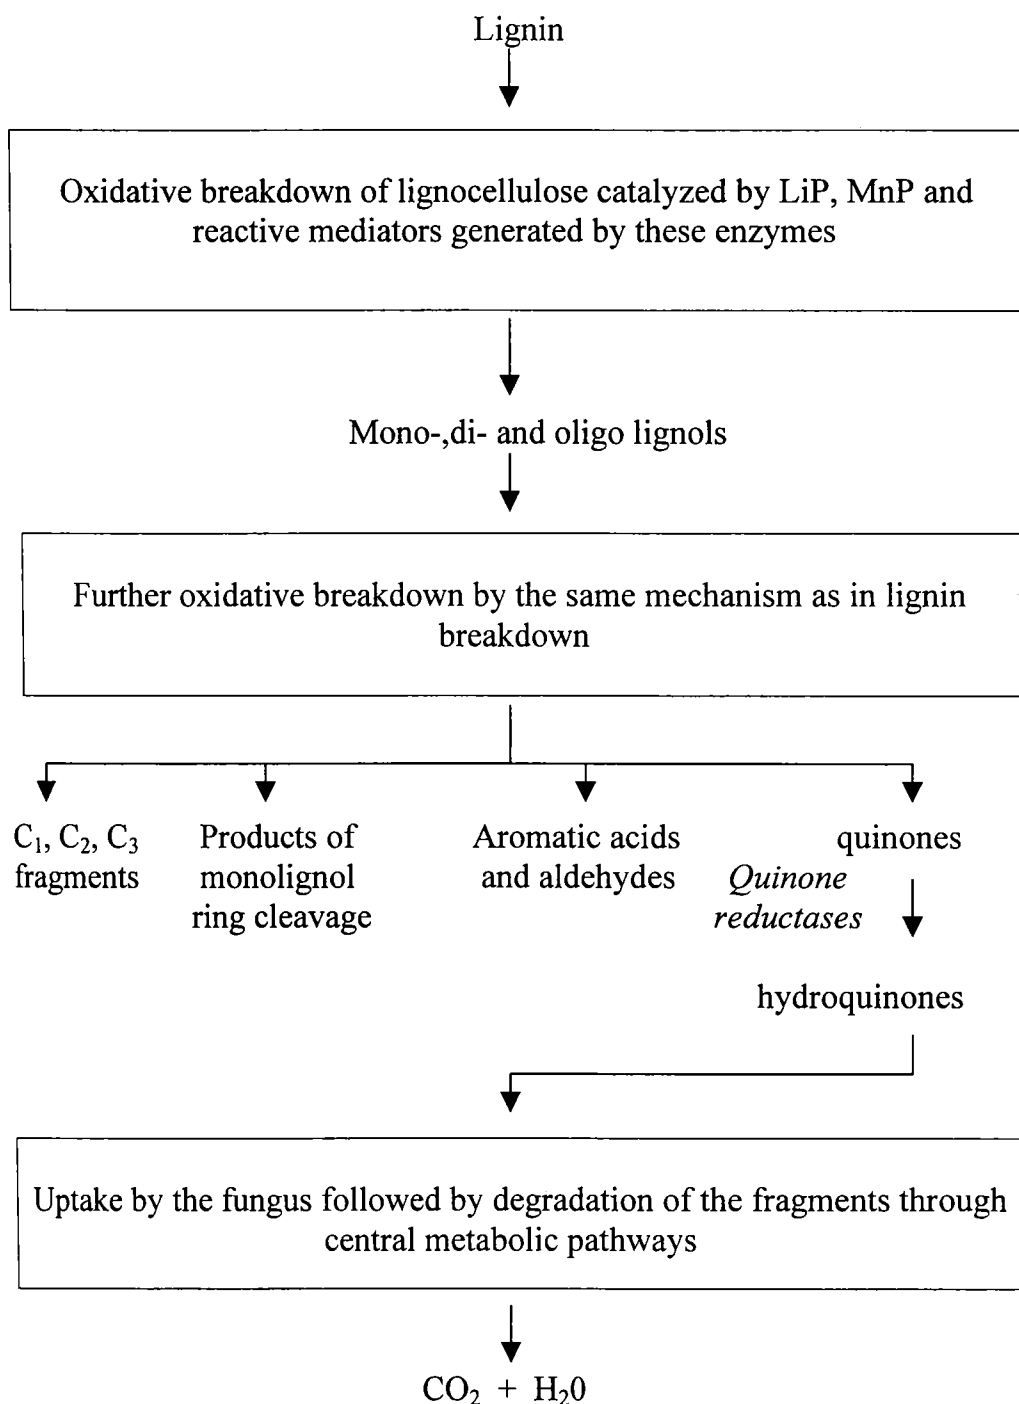 Lignin
Oxidative breakdown of lignocellulose catalyzed by LiP, MnP and
reactive mediators generated by these enzymes
Mono-,di- and oligo lignols
Further oxidative breakdown by the same mechanism as in lignin
breakdown
C₁, C₂, C₃
fragments
Products of
monolignol
ring cleavage
Aromatic acids
and aldehydes
quinones
Quinone
reductases
hydroquinones
Uptake by the fungus followed by degradation of the fragments through
central metabolic pathways
CO₂ + H₂0